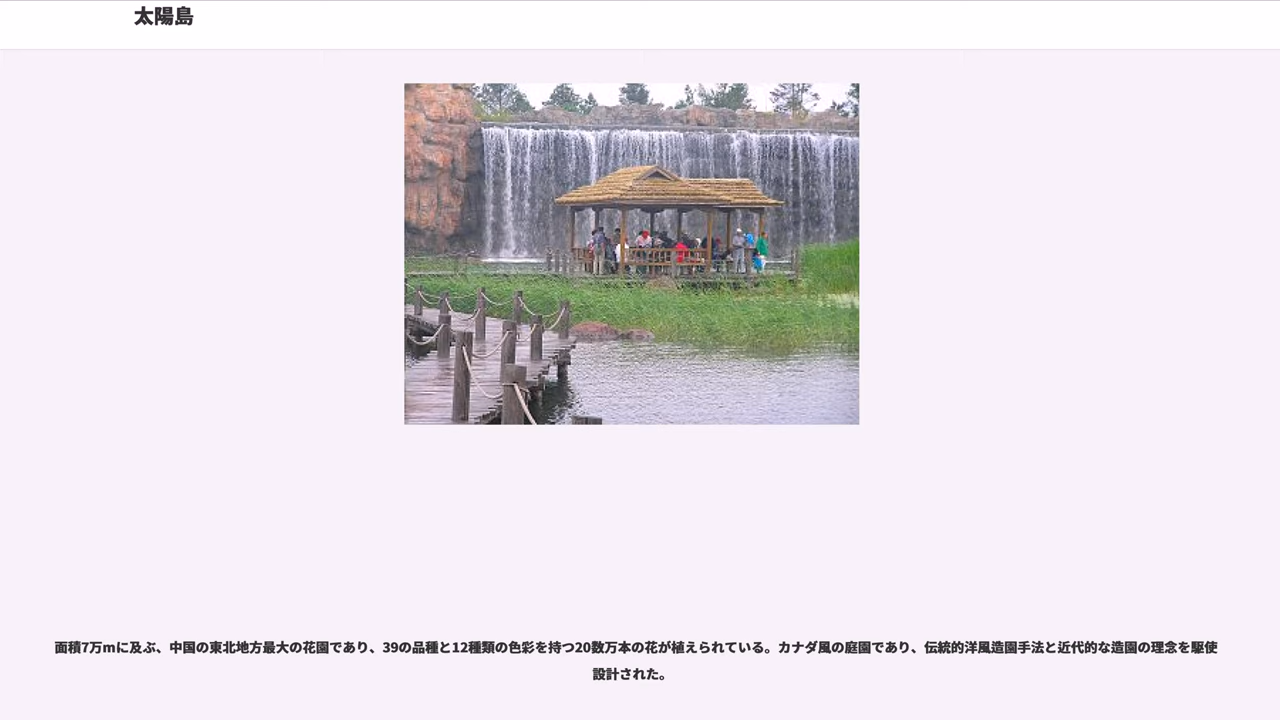 太陽島
面積7万mに及ぶ、中国の東北地方最大の花園であり、39の品種と12種類の色彩を持つ20数万本の花が植えられている。カナダ風の庭園であり、伝統的洋風造園手法と近代的な造園の理念を駆使
設計された。